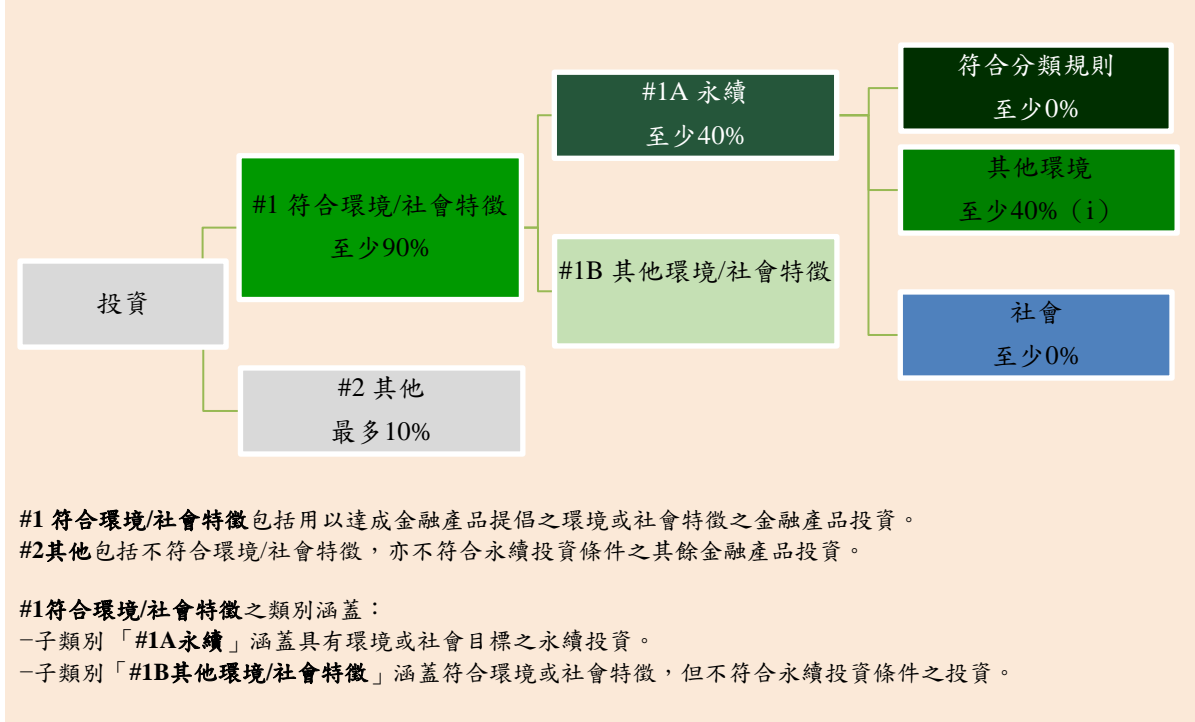 符合分類規則
至少0%
#1A 永續
至少40%
其他環境
至少40%（i）
#1 符合環境/社會特徵
至少90%
#1B 其他環境/社會特徵
投資
社會
至少0%
#2 其他
最多10%
#1 符合環境/社會特徵包括用以達成金融產品提倡之環境或社會特徵之金融產品投資。
#2其他包括不符合環境/社會特徵，亦不符合永續投資條件之其餘金融產品投資。
#1符合環境/社會特徵之類別涵蓋：
–子類別「#1A永續」涵蓋具有環境或社會目標之永續投資。
–子類別「#1B其他環境/社會特徵」涵蓋符合環境或社會特徵，但不符合永續投資條件之投資。